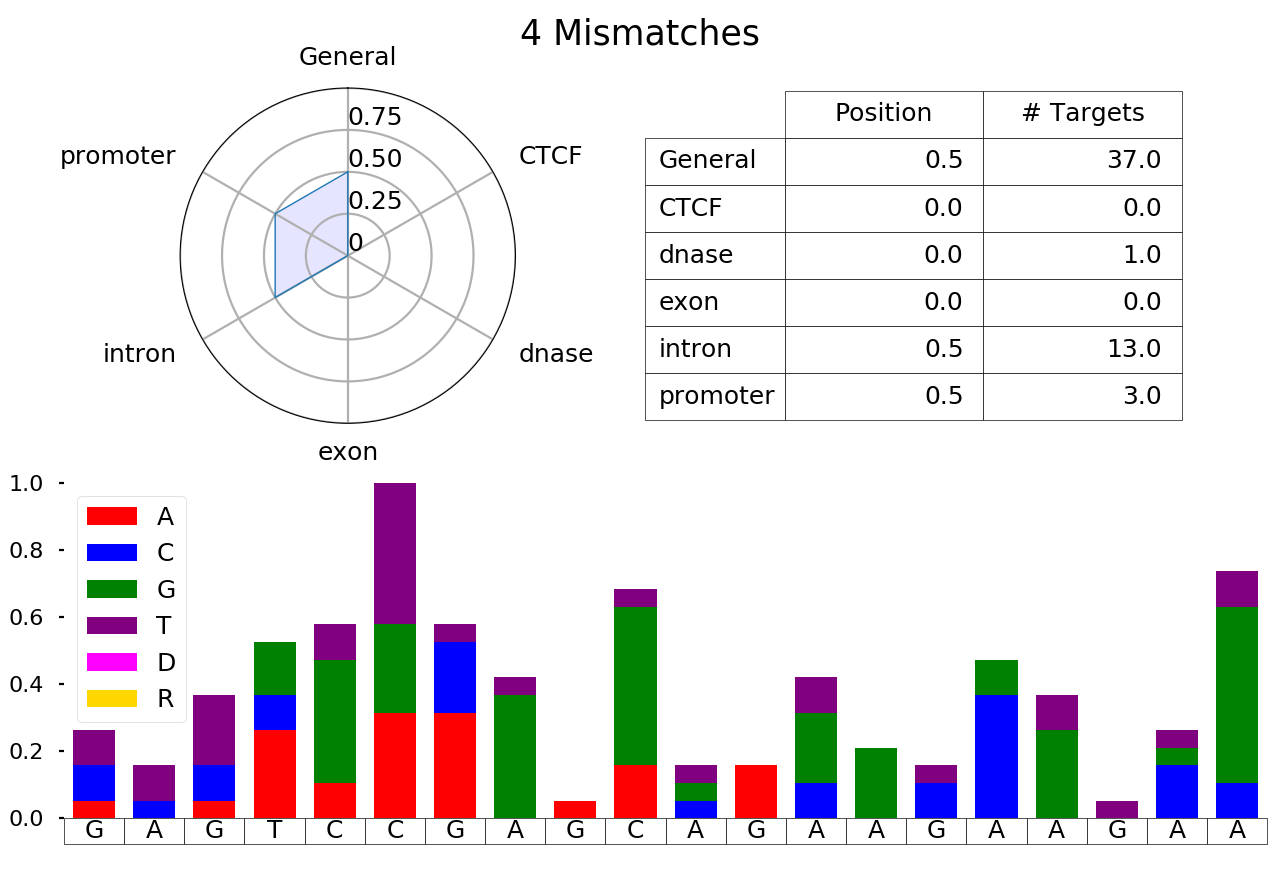 4 Mismatches
General
promoter
CTCF
0.75
0.50
0.25
0
intron
dnase
exon
Position # Targets
General 0.5 37.0
CTCF 0.0 0.0
dnase 0.0 1.0
exon 0.0 0.0
intron 0.5 13.0
promoter 0.5 3.0
1.0
0.8
0.6
0.4
0.2
0.0
A
C
G
T
D
R
G A G T C C G A G C A G A A G A A G A A